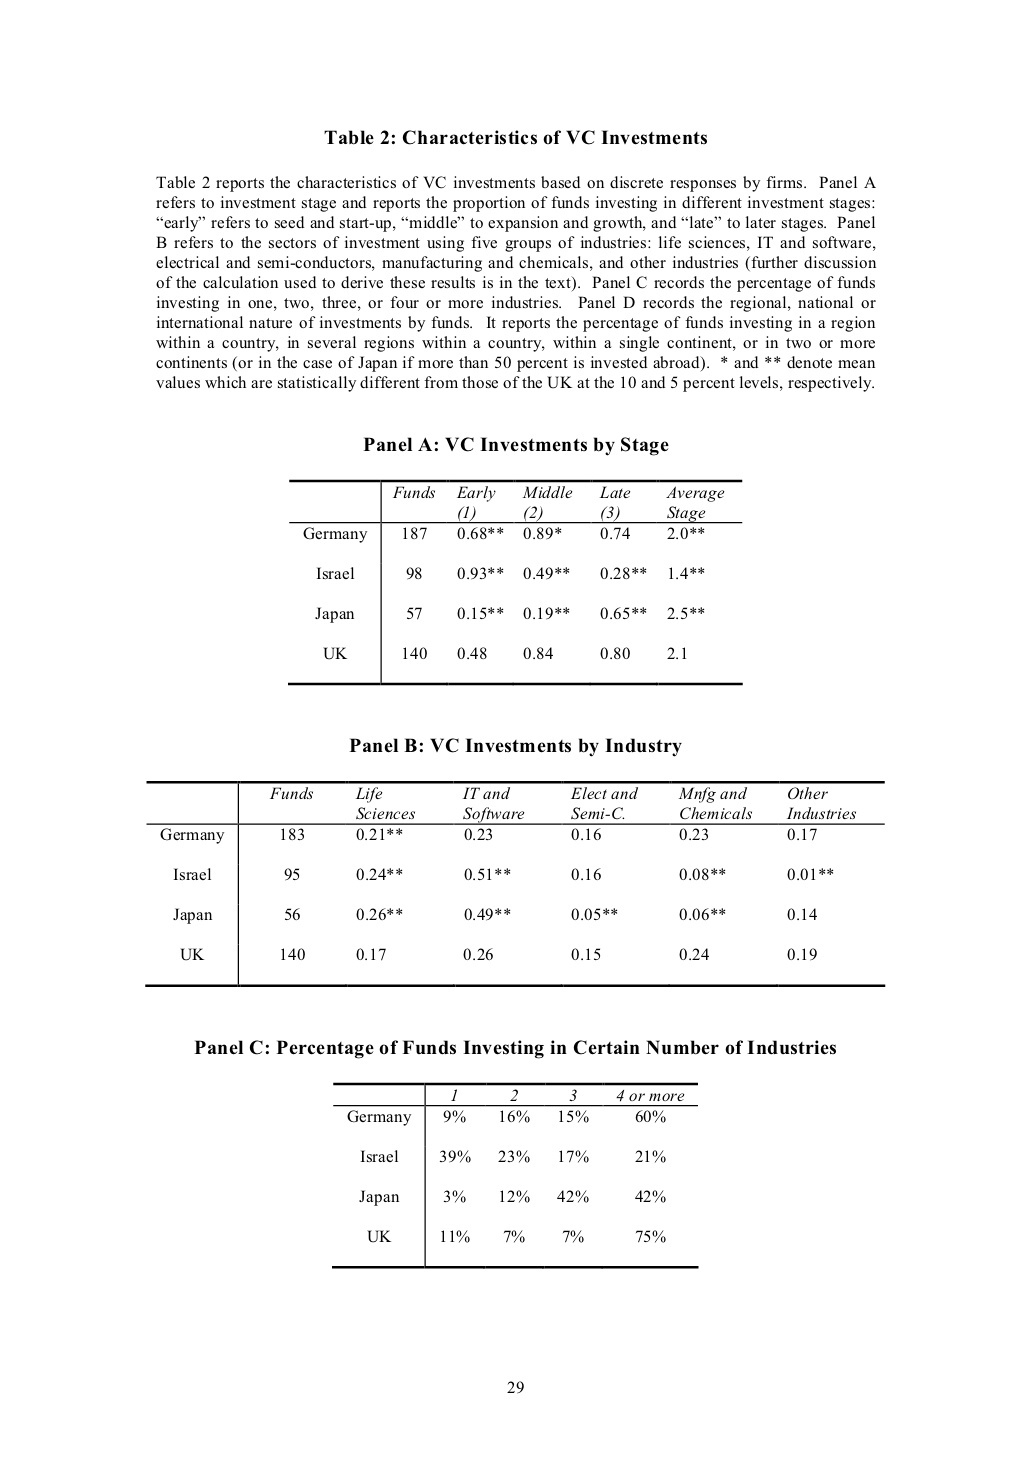 Table 2: Characteristics of VC Investments
Table 2 reports the characteristics of VC investments based on discrete responses by firms. Panel A
refers to investment stage and reports the proportion of funds investing in different investment stages:
“early” refers to seed and start-up, “middle” to expansion and growth, and “late” to later stages. Panel
B refers to the sectors of investment using five groups of industries: life sciences, IT and software,
electrical and semi-conductors, manufacturing and chemicals, and other industries (further discussion
of the calculation used to derive these results is in the text). Panel C records the percentage of funds
investing in one, two, three, or four or more industries. Panel D records the regional, national or
international nature of investments by funds. It reports the percentage of funds investing in a region
within a country, in several regions within a country, within a single continent, or in two or more
continents (or in the case of Japan if more than 50 percent is invested abroad). * and ** denote mean
values which are statistically different from those of the UK at the 10 and 5 percent levels, respectively.
Panel A: VC Investments by Stage
Funds Early Middle Late Average
(1) (2) (3) Stage
Germany 187 0.68** 0.89* 0.74 2.0**
Israel 98 0.93** 0.49** 0.28** 1.4**
Japan 57 0.15** 0.19** 0.65** 2.5**
UK 140 0.48 0.84 0.80 2.1
Panel B: VC Investments by Industry
Funds Life IT and Elect and Mnfg and Other
Sciences Software Semi-C. Chemicals Industries
Germany 183 0.21** 0.23 0.16 0.23 0.17
Israel 95 0.24** 0.51** 0.16 0.08** 0.01**
Japan 56 0.26** 0.49** 0.05** 0.06** 0.14
UK 140 0.17 0.26 0.15 0.24 0.19
Panel C: Percentage of Funds Investing in Certain Number of Industries
1 2 3 4 or more
Germany 9% 16% 15% 60%
Israel 39% 23% 17% 21%
Japan 3% 12% 42% 42%
UK 11% 7% 7% 75%
29